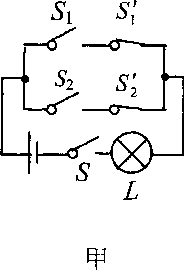 S₁ S₁′
S₂ S₂′
S L
甲